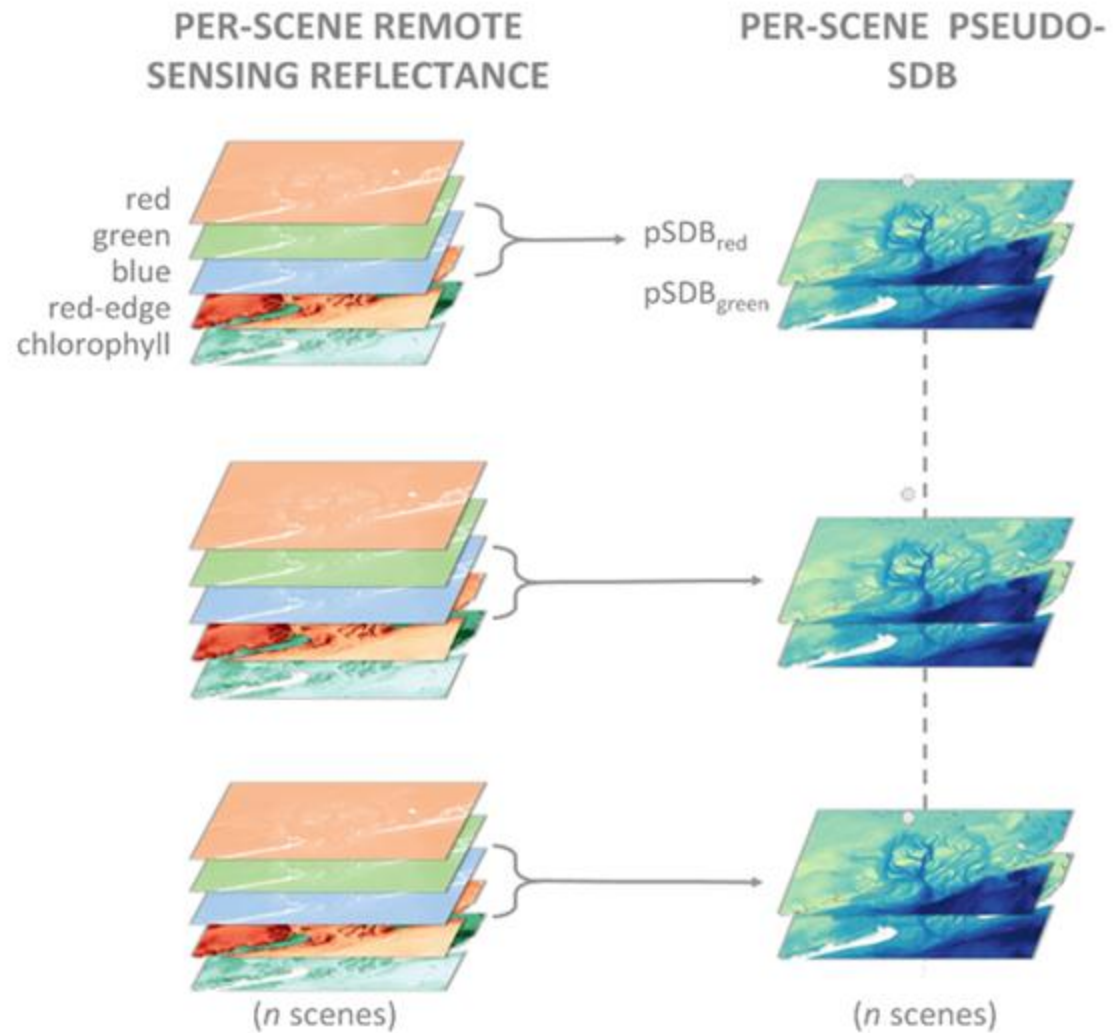 PER-SCENE REMOTE
SENSING REFLECTANCE
PER-SCENE PSEUDO-
SDB
red
green
blue
red-edge
chlorophyll
pSDBred
pSDBgreen
(n scenes)
(n scenes)